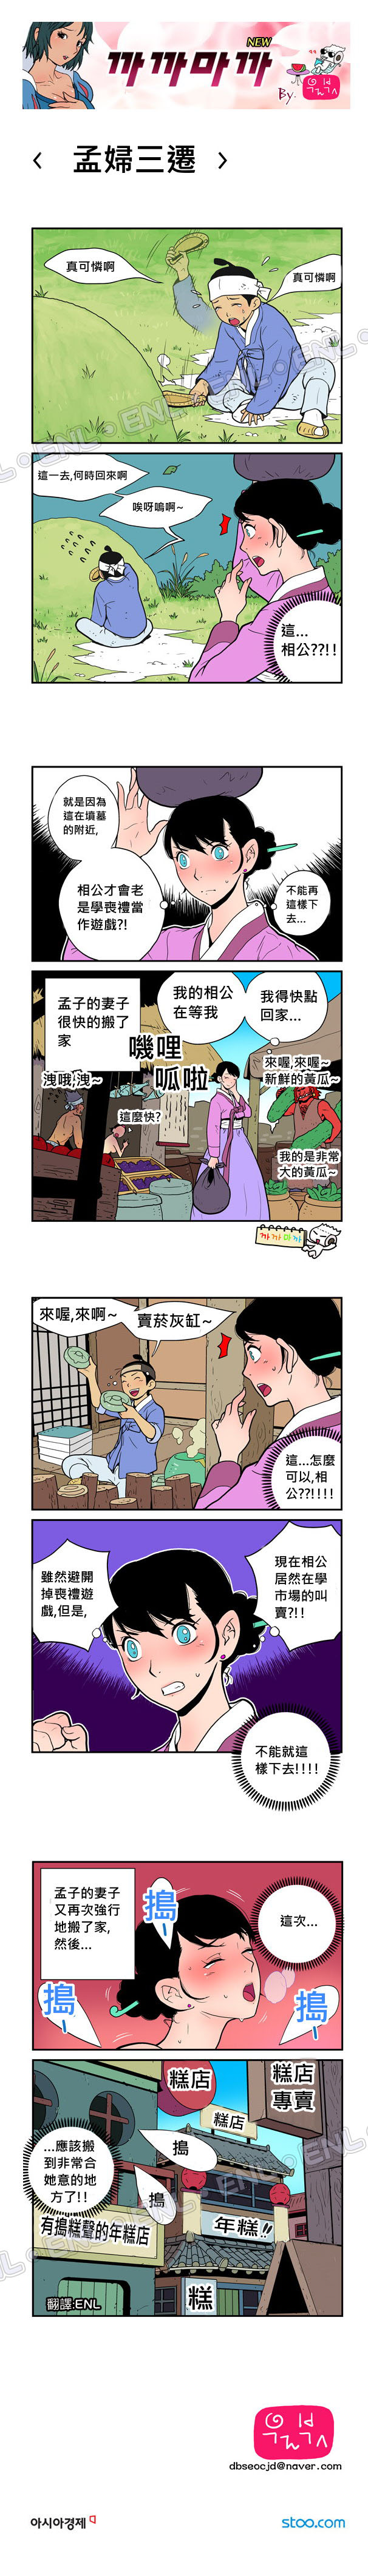 NEW
까까마까
By.
< 孟婦三遷 >
真可憐啊
真可憐啊
這一去,何時回來啊
唉呀嗚啊~
這...
相公??!!
就是因為
這在墳墓
的附近,
相公才會老
是學喪禮當
作遊戲?!
不能再
這樣下
去...
孟子的妻子
很快的搬了
家
嘰哩
呱啦
我的相公
在等我
我得快點
回家...
洩哦,洩~
這麼快?
來喔,來喔~
新鮮的黃瓜~
我的是非常
大的黃瓜~
까까마까
來喔,來啊~
賣菸灰缸~
這...怎麼
可以,相
公??!!!!
雖然避開
掉喪禮遊
戲,但是,
現在相公
居然在學
市場的叫
賣?!!
不能就這
樣下去!!!!
孟子的妻子
又再次強行
地搬了家,
然後...
搗~
這次...
搗~
搗~
糕店
糕店
專賣
糕店
搗
...應該搬
到非常合
她意的地
方了!!
搗
有搗糕聲的年糕店
年糕!!
糕
翻譯:ENL
ENL
ENL
ENL
ENL
dbseocjd@naver.com
아시아경제
stoo.com